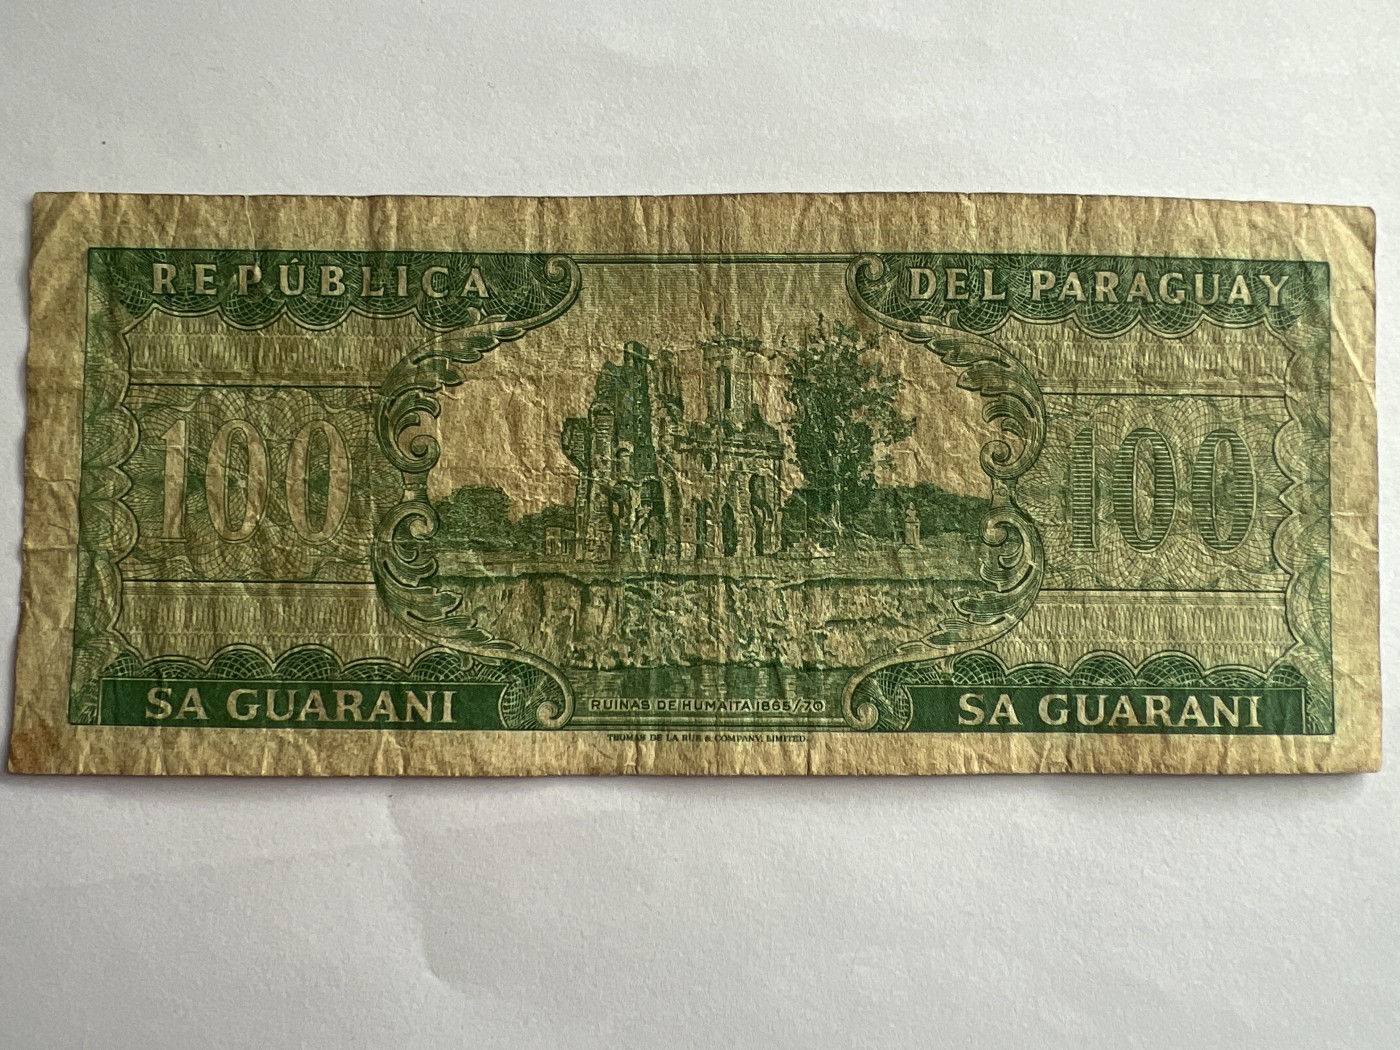 REPÚBLICA DEL PARAGUAY
100 100
SA GUARANI SA GUARANI
RUINAS DE HUMAITA 1865/70
THOMAS DE LA RUE & COMPANY, LIMITED